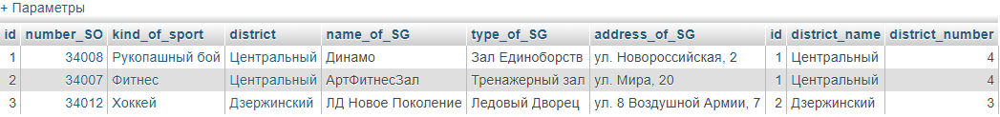 + Параметры
id number_SO kind_of_sport district name_of_SG type_of_SG address_of_SG id district_name district_number
1 34008 Рукопашный бой Центральный Динамо Зал Единоборств ул. Новороссийская, 2 1 Центральный 4
2 34007 Фитнес Центральный АртФитнесЗал Тренажерный зал ул. Мира, 20 1 Центральный 4
3 34012 Хоккей Дзержинский ЛД Новое Поколение Ледовый Дворец ул. 8 Воздушной Армии, 7 2 Дзержинский 3